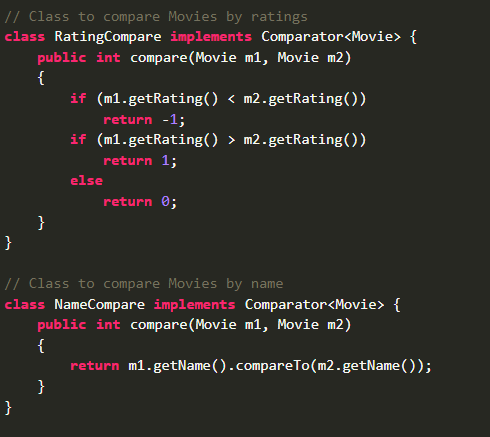 // Class to compare Movies by ratings
class RatingCompare implements Comparator<Movie> {
    public int compare(Movie m1, Movie m2)
    {
        if (m1.getRating() < m2.getRating())
            return -1;
        if (m1.getRating() > m2.getRating())
            return 1;
        else
            return 0;
    }
}

// Class to compare Movies by name
class NameCompare implements Comparator<Movie> {
    public int compare(Movie m1, Movie m2)
    {
        return m1.getName().compareTo(m2.getName());
    }
}